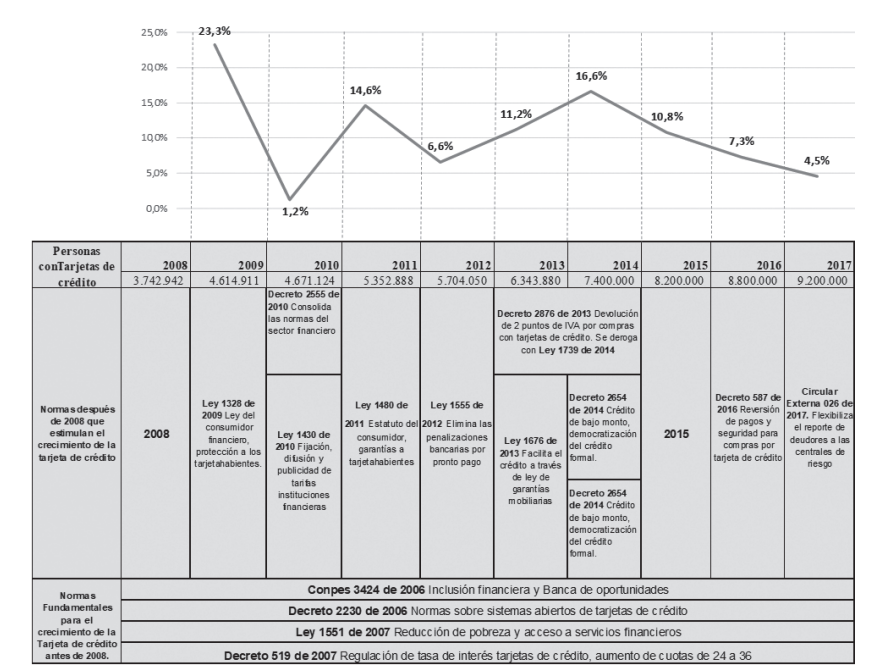 25,0%
20,0%
15,0%
10,0%
5,0%
0,0%
23,3%
1,2%
14,6%
6,6%
11,2%
16,6%
10,8%
7,3%
4,5%
Personas
conTarjetas de
crédito
2008 2009 2010 2011 2012 2013 2014 2015 2016 2017
3.742.942 4.614.911 4.671.124 5.352.888 5.704.050 6.343.880 7.400.000 8.200.000 8.800.000 9.200.000
Normas después
de 2008 que
estimulan el
crecimiento de la
tarjeta de crédito
2008
Ley 1328 de
2009 Ley del
consumidor
financiero,
protección a los
tarjetahabientes.
Decreto 2555 de
2010 Consolida
las normas del
sector financiero
Ley 1430 de
2010 Fijación,
difusión y
publicidad de
tarifas
instituciones
financieras
Ley 1480 de
2011 Estatuto del
consumidor,
garantías a
tarjetahabientes
Ley 1555 de
2012 Elimina las
penalizaciones
bancarias por
pronto pago
Decreto 2876 de 2013 Devolución
de 2 puntos de IVA por compras
con tarjetas de crédito. Se deroga
con Ley 1739 de 2014
Ley 1676 de
2013 Facilita el
crédito a través
de ley de
garantías
mobiliarias
Decreto 2654
de 2014 Crédito
de bajo monto,
democratización
del crédito
formal.
Decreto 2654
de 2014 Crédito
de bajo monto,
democratización
del crédito
formal.
2015
Decreto 587 de
2016 Reversión
de pagos y
seguridad para
compras por
tarjeta de crédito
Circular
Externa 026 de
2017. Flexibiliza
el reporte de
deudores a las
centrales de
riesgo
Normas
Fundamentales
para el
crecimiento de la
Tarjeta de crédito
antes de 2008.
Conpes 3424 de 2006 Inclusión financiera y Banca de oportunidades
Decreto 2230 de 2006 Normas sobre sistemas abiertos de tarjetas de crédito
Ley 1551 de 2007 Reducción de pobreza y acceso a servicios financieros
Decreto 519 de 2007 Regulación de tasa de interés tarjetas de crédito, aumento de cuotas de 24 a 36